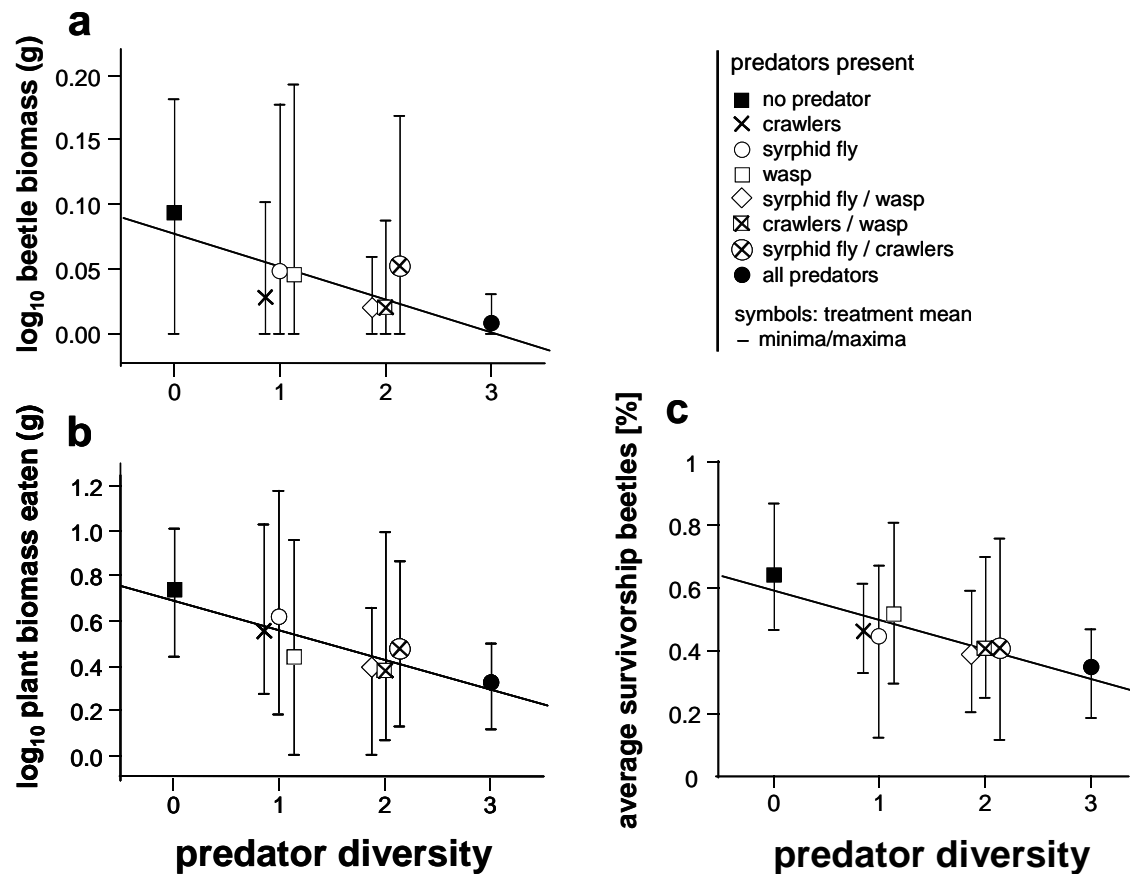 a
log₁₀ beetle biomass (g)
0.20
0.15
0.10
0.05
0.00
0 1 2 3
predators present
no predator
crawlers
syrphid fly
wasp
syrphid fly / wasp
crawlers / wasp
syrphid fly / crawlers
all predators
symbols: treatment mean
– minima/maxima
b
log₁₀ plant biomass eaten (g)
1.2
1.0
0.8
0.6
0.4
0.2
0.0
0 1 2 3
predator diversity
c
average survivorship beetles [%]
1
0.8
0.6
0.4
0.2
0
0 1 2 3
predator diversity